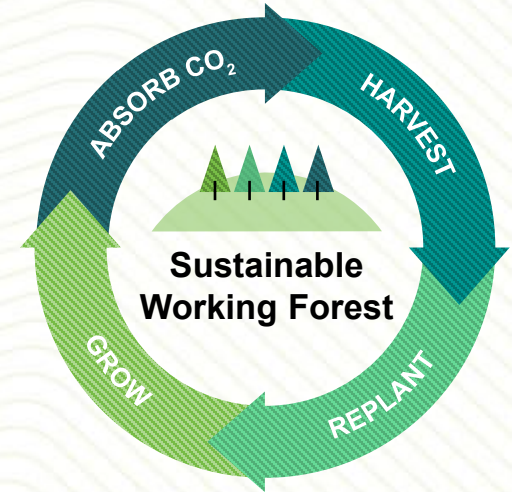 ABSORB CO₂
HARVEST
Sustainable
Working Forest
GROW
REPLANT